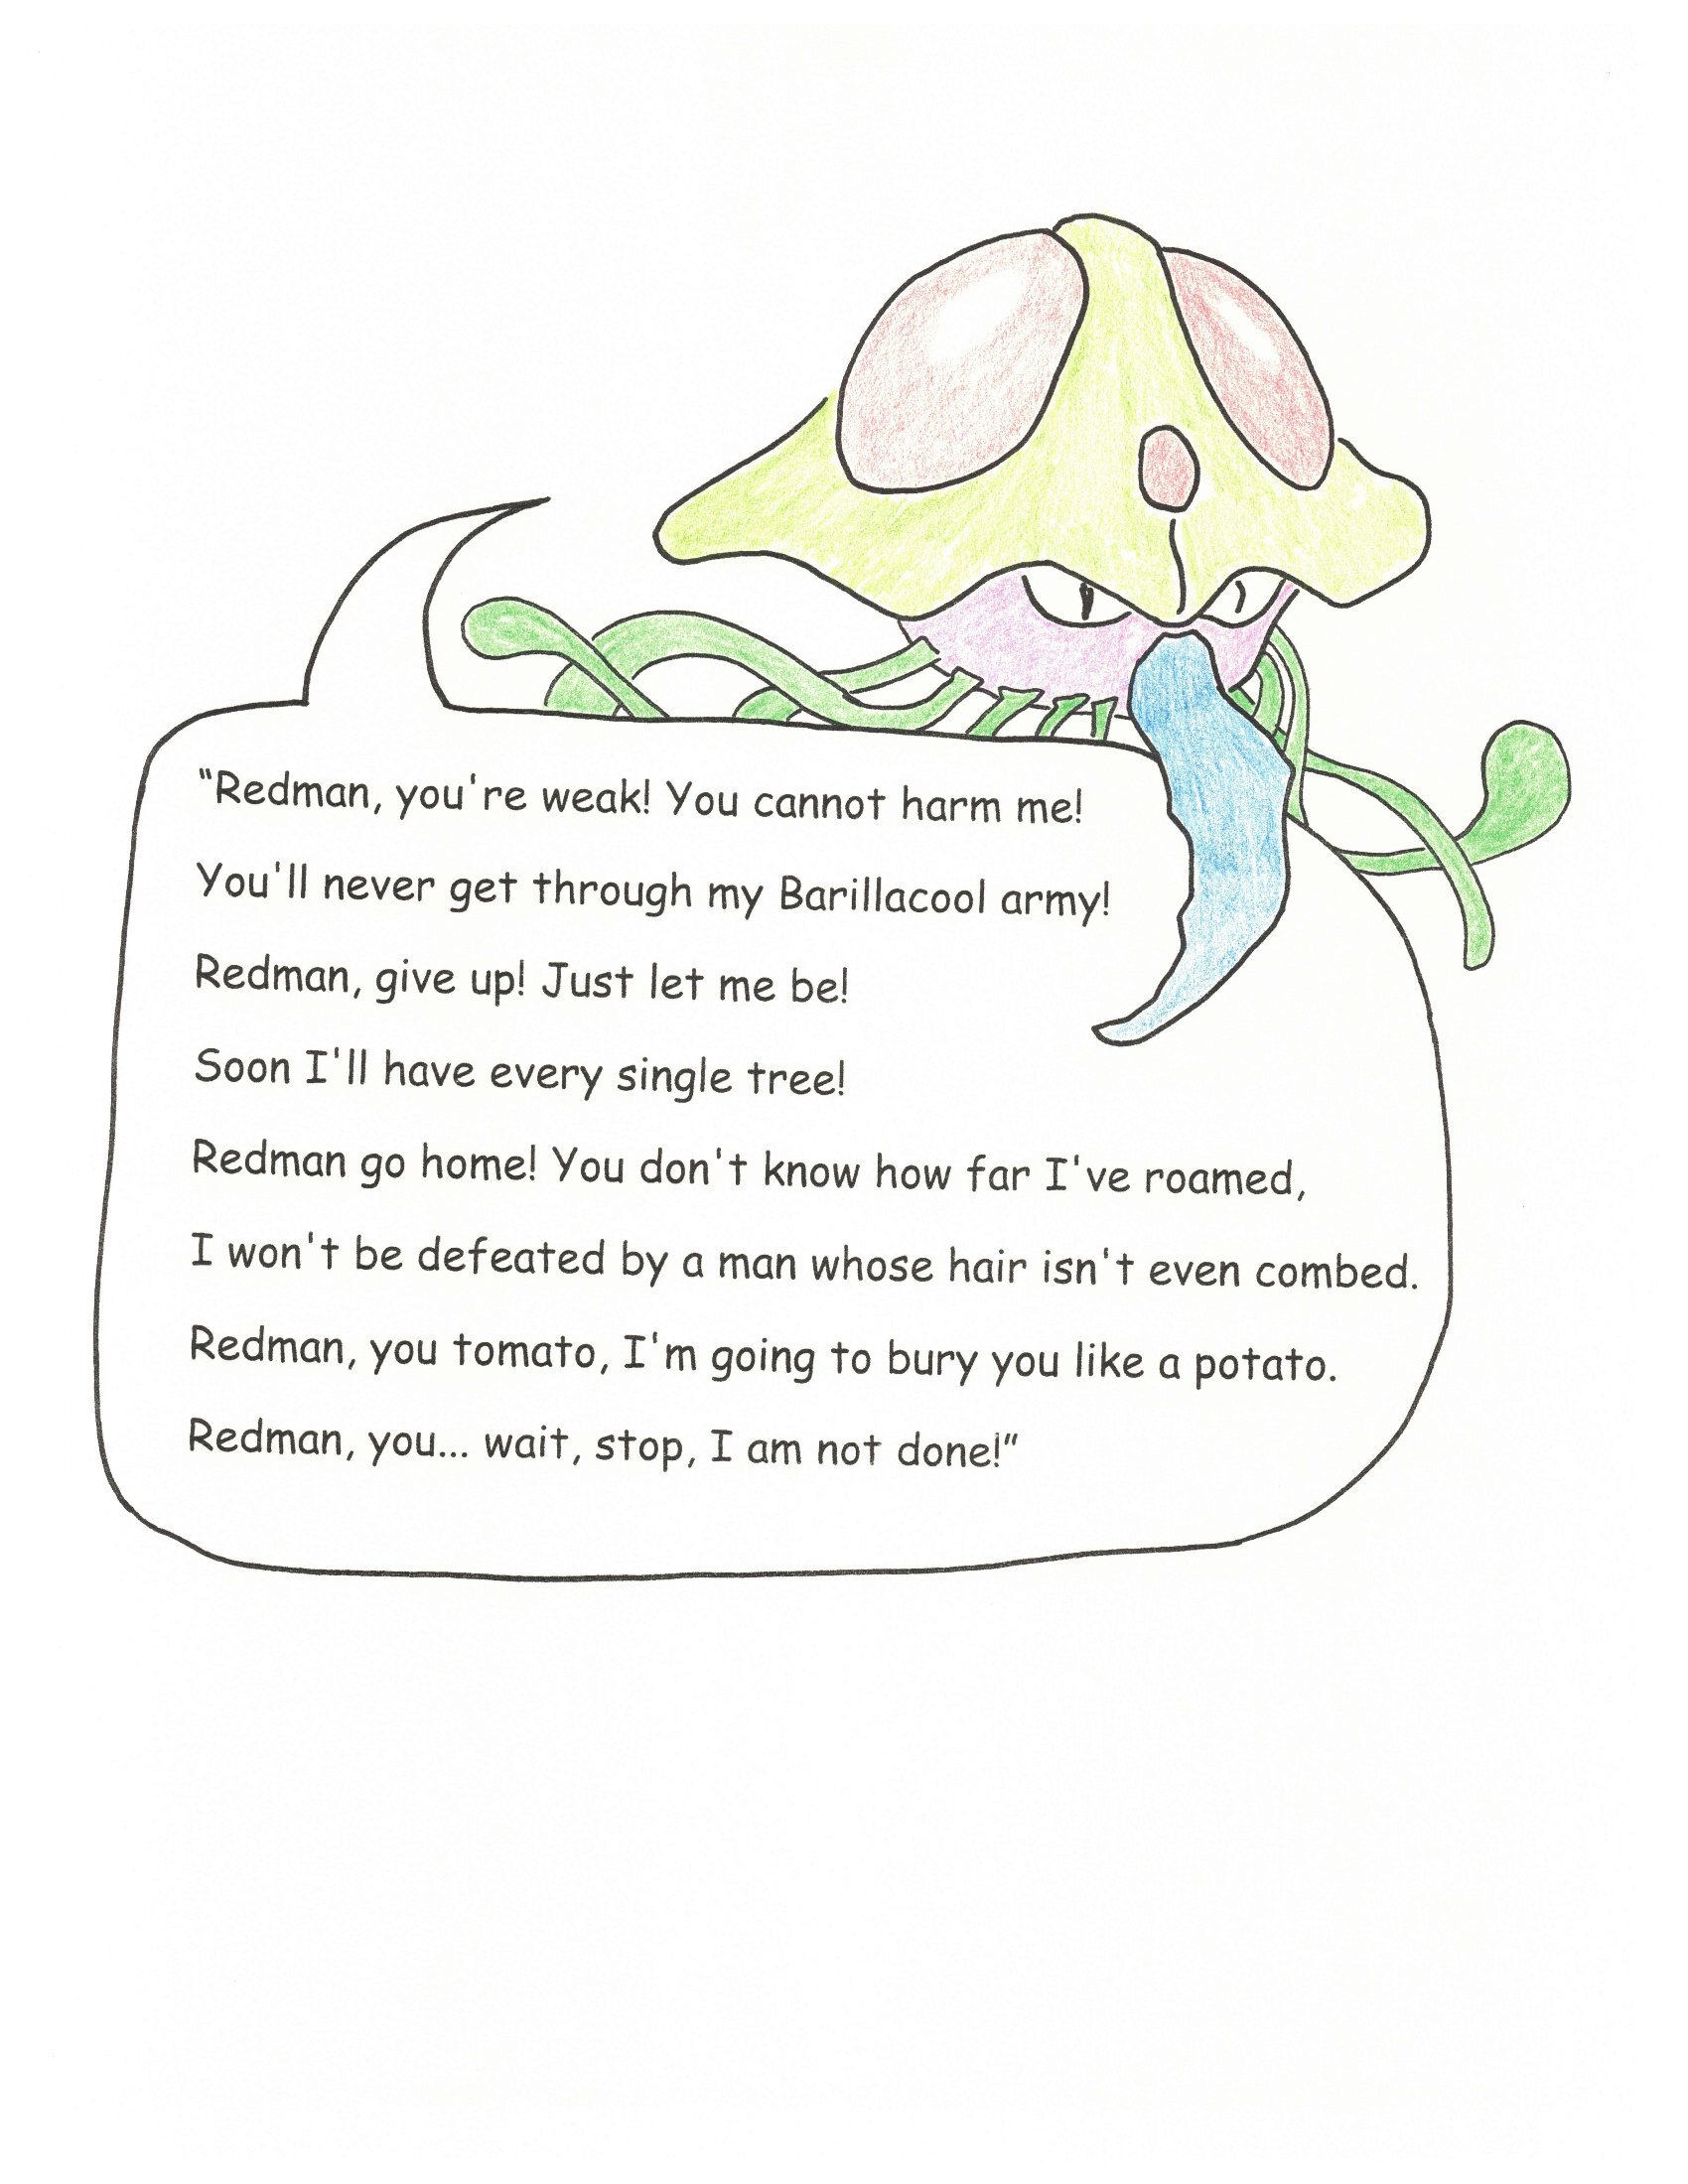 “Redman, you're weak! You cannot harm me!
You'll never get through my Barillacool army!
Redman, give up! Just let me be!
Soon I'll have every single tree!
Redman go home! You don't know how far I've roamed,
I won't be defeated by a man whose hair isn't even combed.
Redman, you tomato, I'm going to bury you like a potato.
Redman, you... wait, stop, I am not done!”